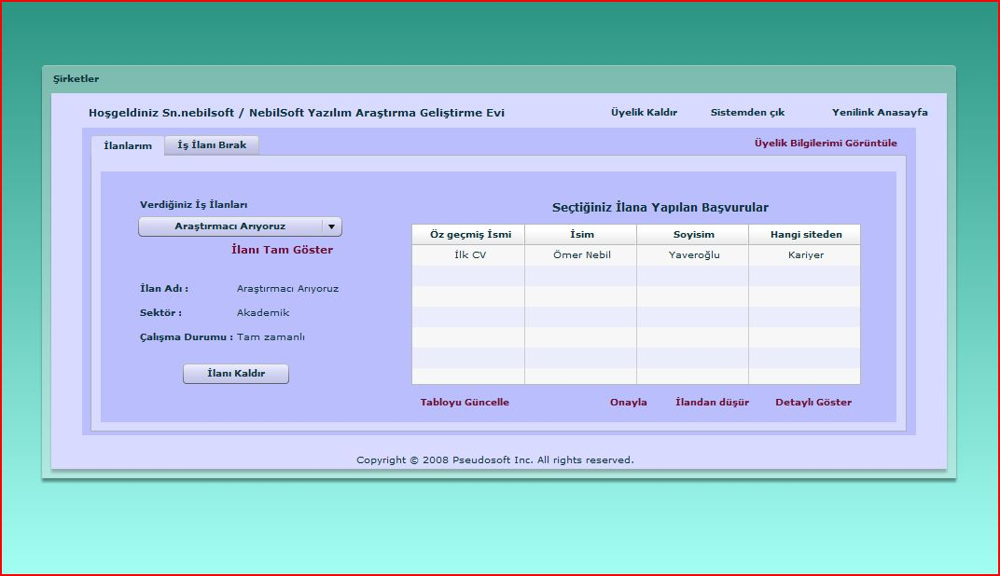 Şirketler
Hoşgeldiniz Sn.nebilsoft / NebilSoft Yazılım Araştırma Geliştirme Evi
Üyelik Kaldır
Sistemden çık
Yenilink Anasayfa
İlanlarım
İş İlanı Bırak
Üyelik Bilgilerimi Görüntüle
Verdiğiniz İş İlanları
Araştırmacı Arıyoruz
İlanı Tam Göster
İlan Adı : Araştırmacı Arıyoruz
Sektör : Akademik
Çalışma Durumu : Tam zamanlı
İlanı Kaldır
Seçtiğiniz İlana Yapılan Başvurular
Öz geçmiş İsmi İsim Soyisim Hangi siteden
İlk CV Ömer Nebil Yaveroğlu Kariyer
Tabloyu Güncelle
Onayla
İlandan düşür
Detaylı Göster
Copyright © 2008 Pseudosoft Inc. All rights reserved.